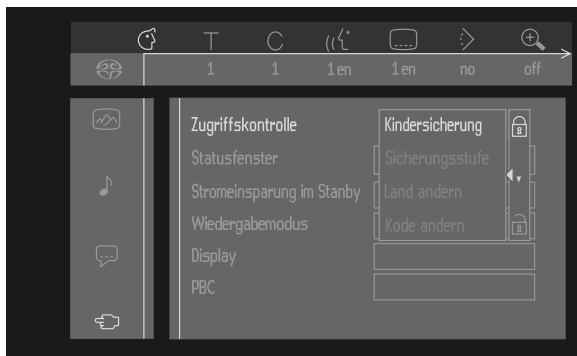 T C
1 1 1 en 1 en no off
Zugriffskontrolle Kindersicherung
Statusfenster Sicherungsstufe
Stromeinsparung im Stanby Land andern
Wiedergabemodus Kode andern
Display
PBC